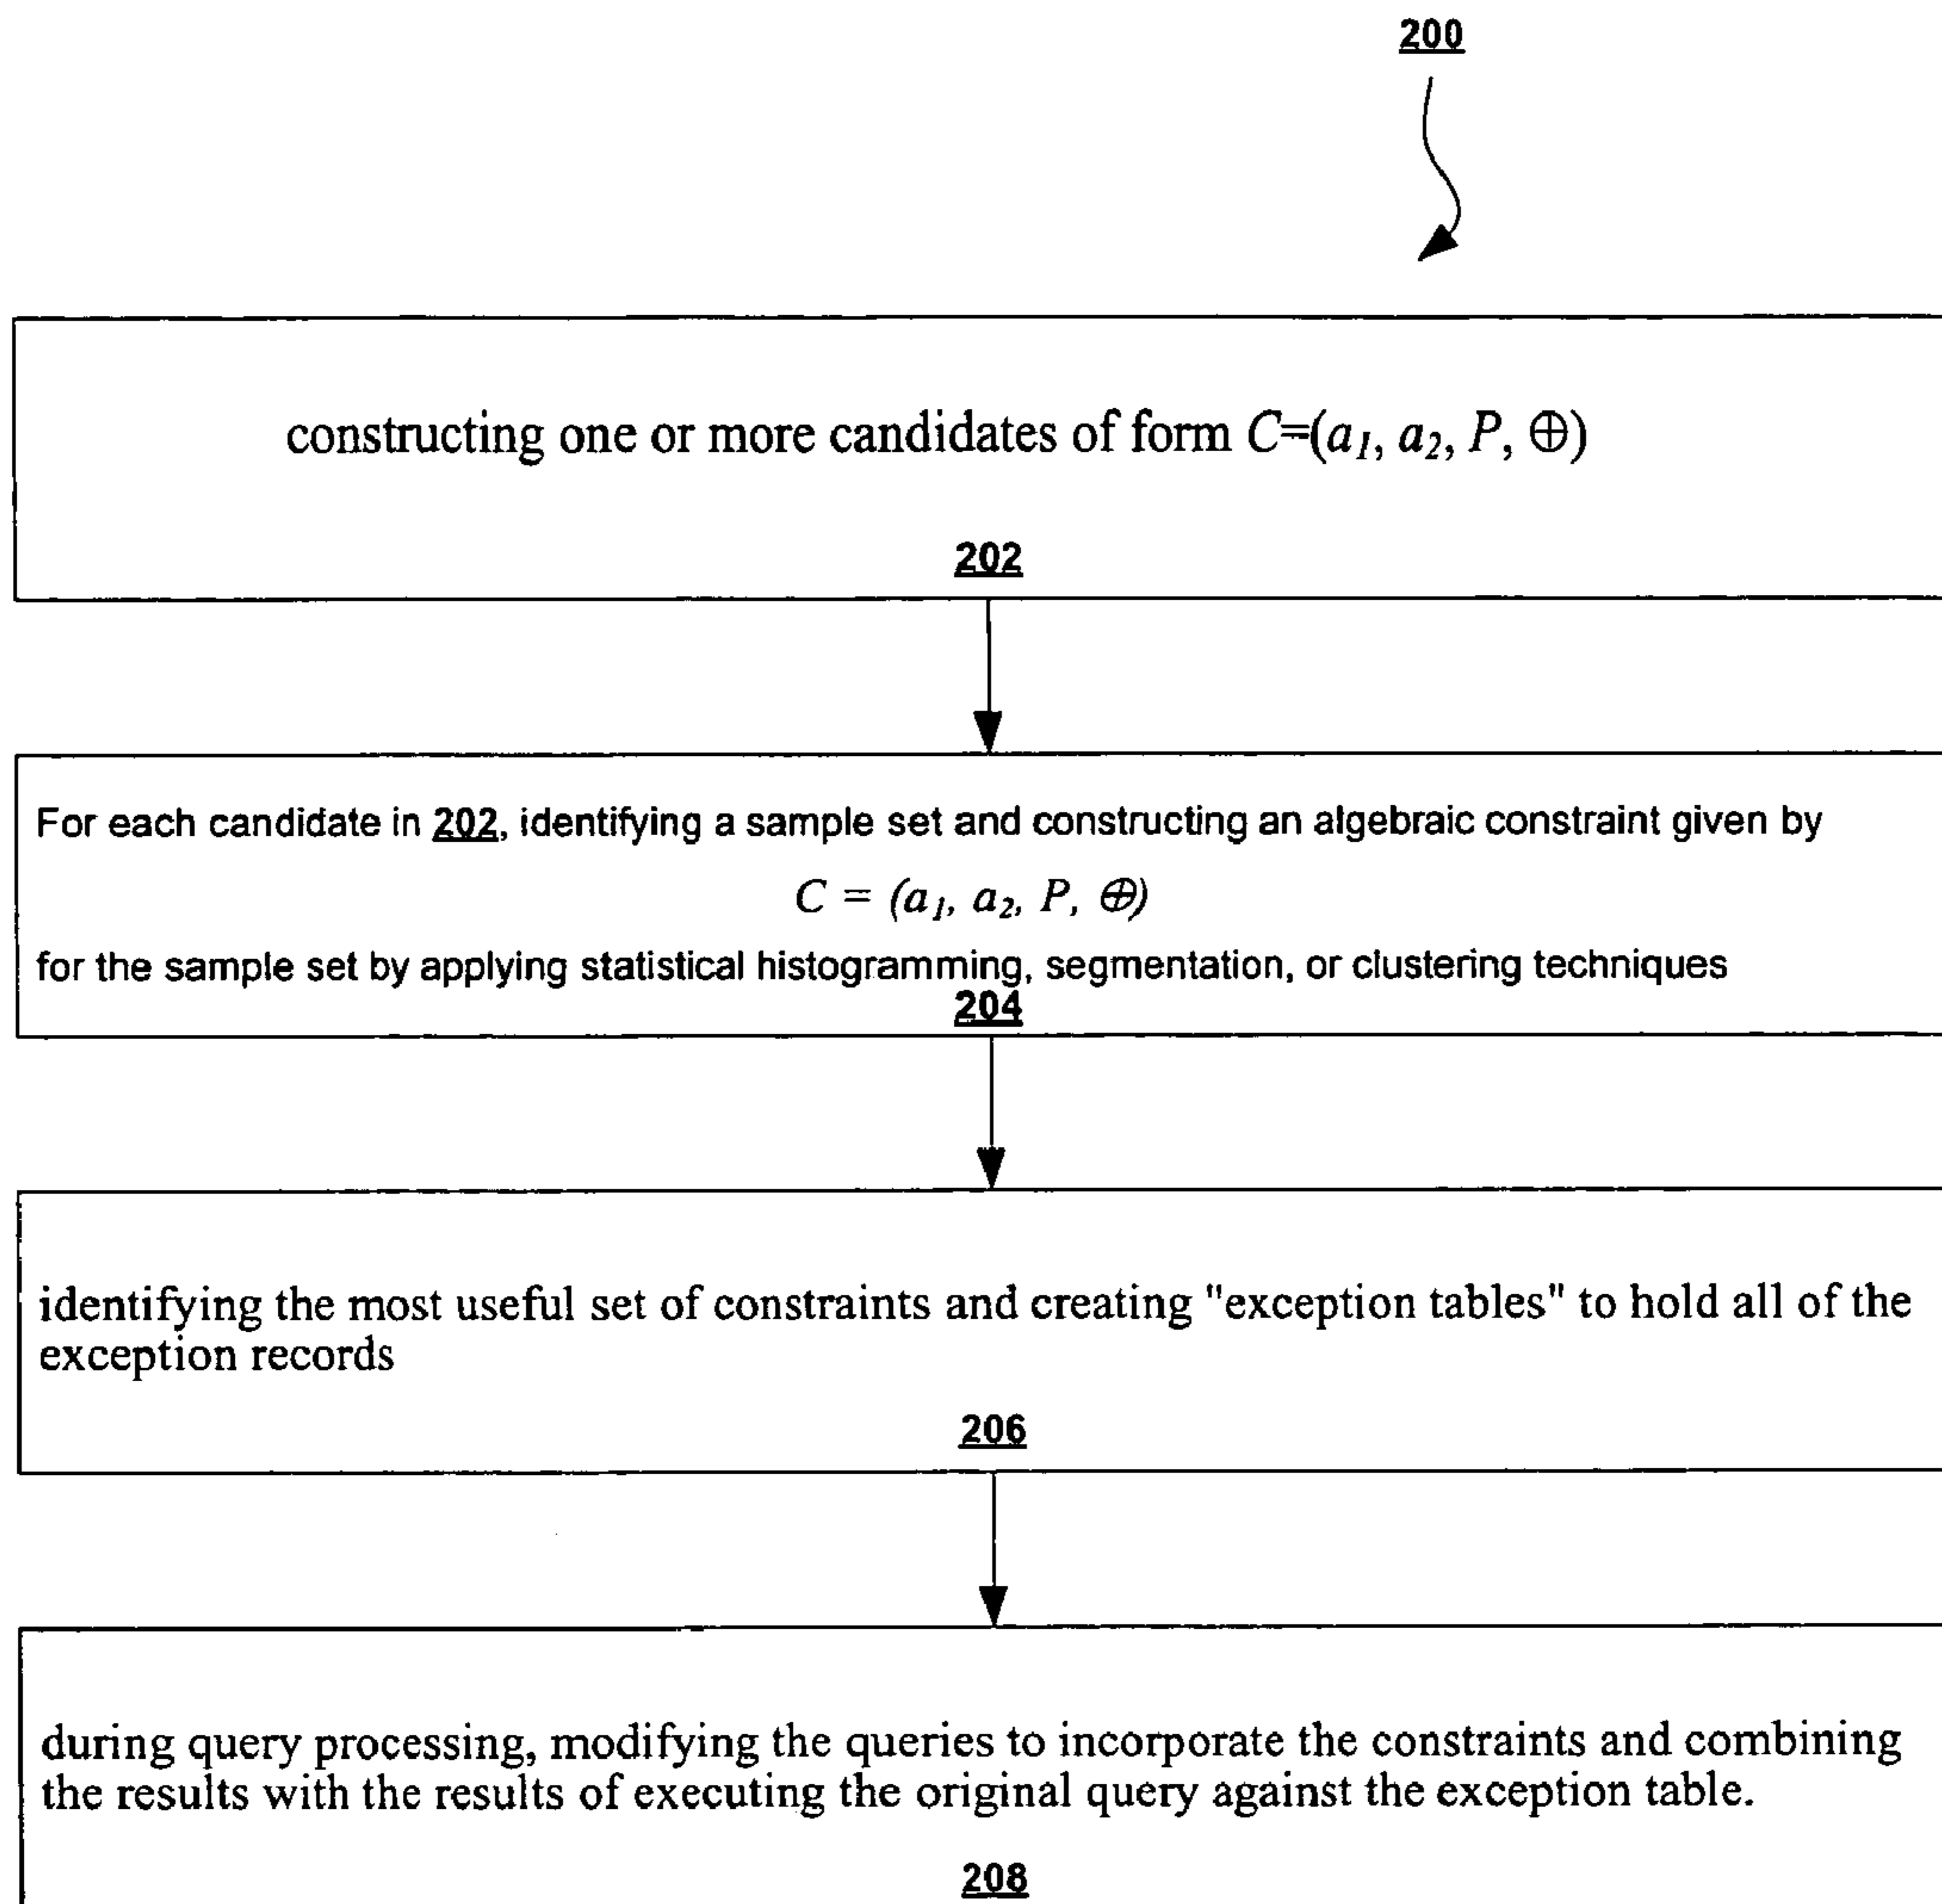 200
constructing one or more candidates of form C=(a₁, a₂, P, ⊕)
202
For each candidate in 202, identifying a sample set and constructing an algebraic constraint given by
C = (a₁, a₂, P, ⊕)
for the sample set by applying statistical histogramming, segmentation, or clustering techniques
204
identifying the most useful set of constraints and creating "exception tables" to hold all of the
exception records
206
during query processing, modifying the queries to incorporate the constraints and combining
the results with the results of executing the original query against the exception table.
208